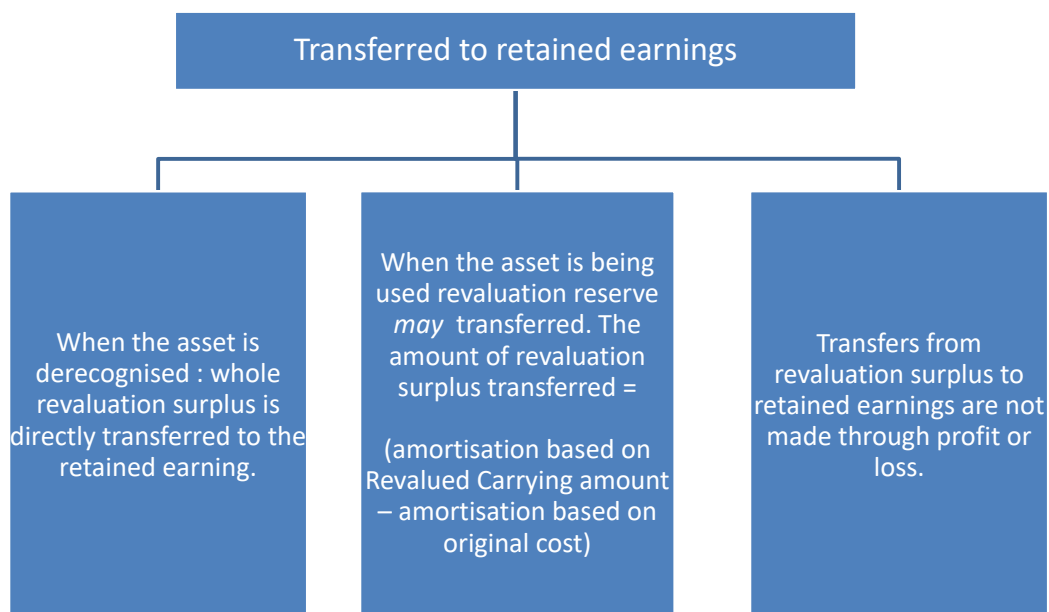 Transferred to retained earnings
When the asset is
derecognised : whole
revaluation surplus is
directly transferred to the
retained earning.
When the asset is being
used revaluation reserve
may transferred. The
amount of revaluation
surplus transferred =
(amortisation based on
Revalued Carrying amount
– amortisation based on
original cost)
Transfers from
revaluation surplus to
retained earnings are not
made through profit or
loss.